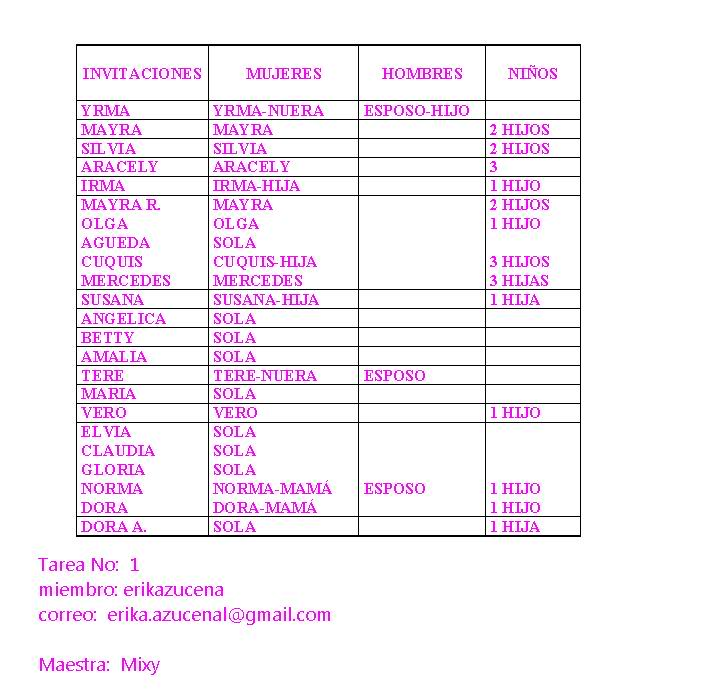 INVITACIONES MUJERES HOMBRES NIÑOS
YRMA YRMA-NUERA ESPOSO-HIJO
MAYRA MAYRA 2 HIJOS
SILVIA SILVIA 2 HIJOS
ARACELY ARACELY 3
IRMA IRMA-HIJA 1 HIJO
MAYRA R. MAYRA 2 HIJOS
OLGA OLGA 1 HIJO
AGUEDA SOLA
CUQUIS CUQUIS-HIJA 3 HIJOS
MERCEDES MERCEDES 3 HIJAS
SUSANA SUSANA-HIJA 1 HIJA
ANGELICA SOLA
BETTY SOLA
AMALIA SOLA
TERE TERE-NUERA ESPOSO
MARIA SOLA
VERO VERO 1 HIJO
ELVIA SOLA
CLAUDIA SOLA
GLORIA SOLA
NORMA NORMA-MAMÁ ESPOSO 1 HIJO
DORA DORA-MAMÁ 1 HIJO
DORA A. SOLA 1 HIJA
Tarea No: 1
miembro: erikazucena
correo: erika.azucenal@gmail.com
Maestra: Mixy